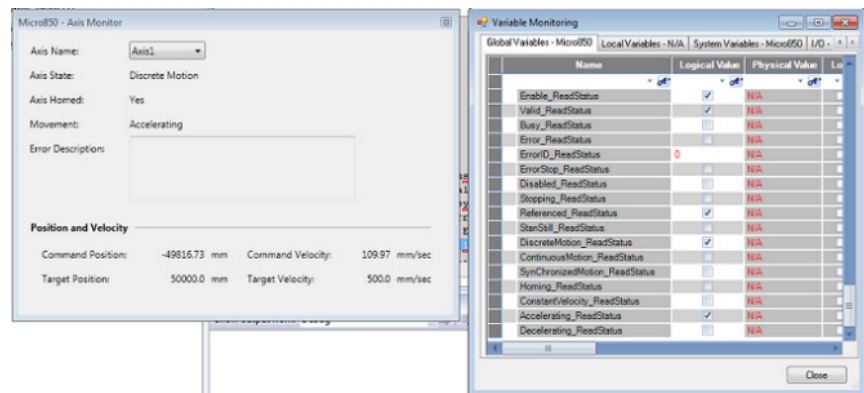 Micro850 - Axis Monitor
Axis Name: Axis1
Axis State: Discrete Motion
Axis Homed: Yes
Movement: Accelerating
Error Description:
Position and Velocity
Command Position: -49816.73 mm Command Velocity: 109.97 mm/sec
Target Position: 50000.0 mm Target Velocity: 500.0 mm/sec
Variable Monitoring
Global Variables - Micro850 Local Variables - N/A System Variables - Micro850 I/O -
Name Logical Value Physical Value Lo
Enable_ReadStatus N/A
Valid_ReadStatus N/A
Busy_ReadStatus N/A
Error_ReadStatus N/A
ErrorID_ReadStatus 0 N/A
ErrorStop_ReadStatus N/A
Disabled_ReadStatus N/A
Stopping_ReadStatus N/A
Referenced_ReadStatus N/A
StanStill_ReadStatus N/A
DiscreteMotion_ReadStatus N/A
ContinuousMotion_ReadStatus N/A
SynChronizedMotion_ReadStatus N/A
Homing_ReadStatus N/A
ConstantVelocity_ReadStatus N/A
Accelerating_ReadStatus N/A
Decelerating_ReadStatus N/A
Close